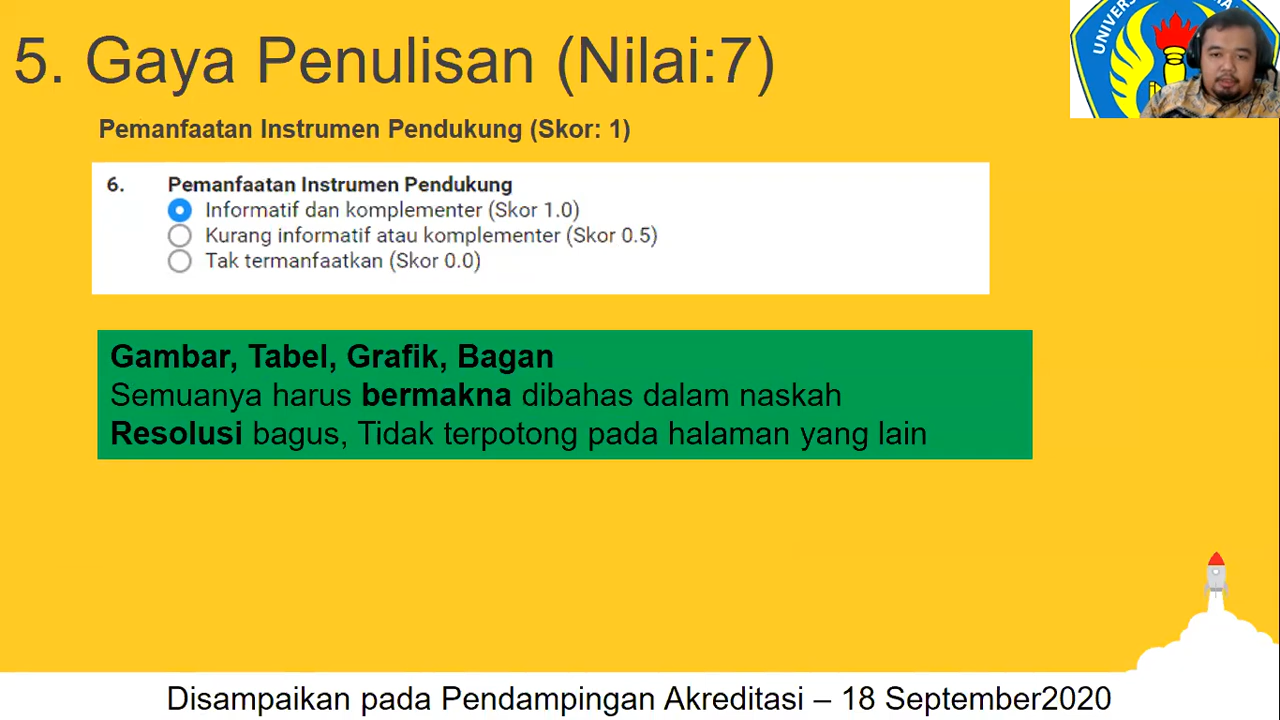 5. Gaya Penulisan (Nilai:7)
Pemanfaatan Instrumen Pendukung (Skor: 1)
6. Pemanfaatan Instrumen Pendukung
Informatif dan komplementer (Skor 1.0)
Kurang informatif atau komplementer (Skor 0.5)
Tak termanfaatkan (Skor 0.0)
Gambar, Tabel, Grafik, Bagan
Semuanya harus bermakna dibahas dalam naskah
Resolusi bagus, Tidak terpotong pada halaman yang lain
Disampaikan pada Pendampingan Akreditasi – 18 September2020